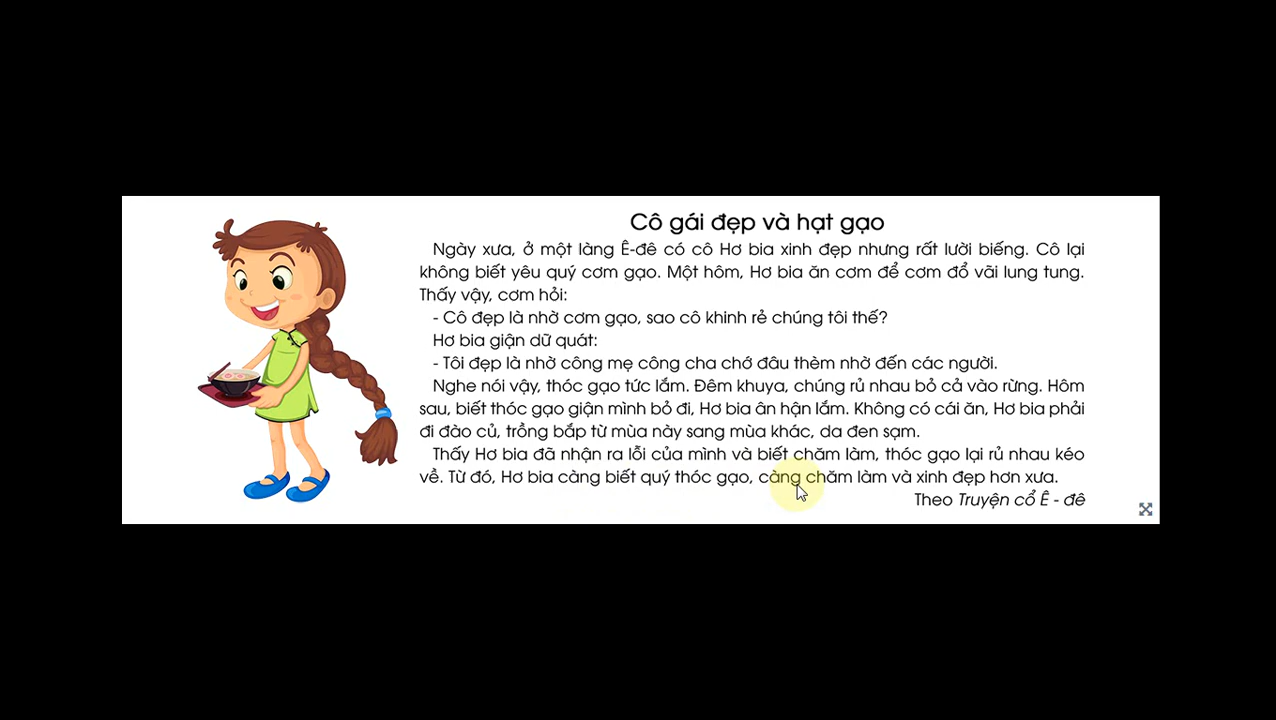 Cô gái đẹp và hạt gạo
Ngày xưa, ở một làng Ê-đê có cô Hơ bia xinh đẹp nhưng rất lười biếng. Cô lại
không biết yêu quý cơm gạo. Một hôm, Hơ bia ăn cơm để cơm đổ vãi lung tung.
Thấy vậy, cơm hỏi:
- Cô đẹp là nhờ cơm gạo, sao cô khinh rẻ chúng tôi thế?
Hơ bia giận dữ quát:
- Tôi đẹp là nhờ công mẹ công cha chớ đâu thèm nhờ đến các người.
Nghe nói vậy, thóc gạo tức lắm. Đêm khuya, chúng rủ nhau bỏ cả vào rừng. Hôm
sau, biết thóc gạo giận mình bỏ đi, Hơ bia ân hận lắm. Không có cái ăn, Hơ bia phải
đi đào củ, trồng bắp từ mùa này sang mùa khác, da đen sạm.
Thấy Hơ bia đã nhận ra lỗi của mình và biết chăm làm, thóc gạo lại rủ nhau kéo
về. Từ đó, Hơ bia càng biết quý thóc gạo, càng chăm làm và xinh đẹp hơn xưa.
Theo Truyện cổ Ê - đê